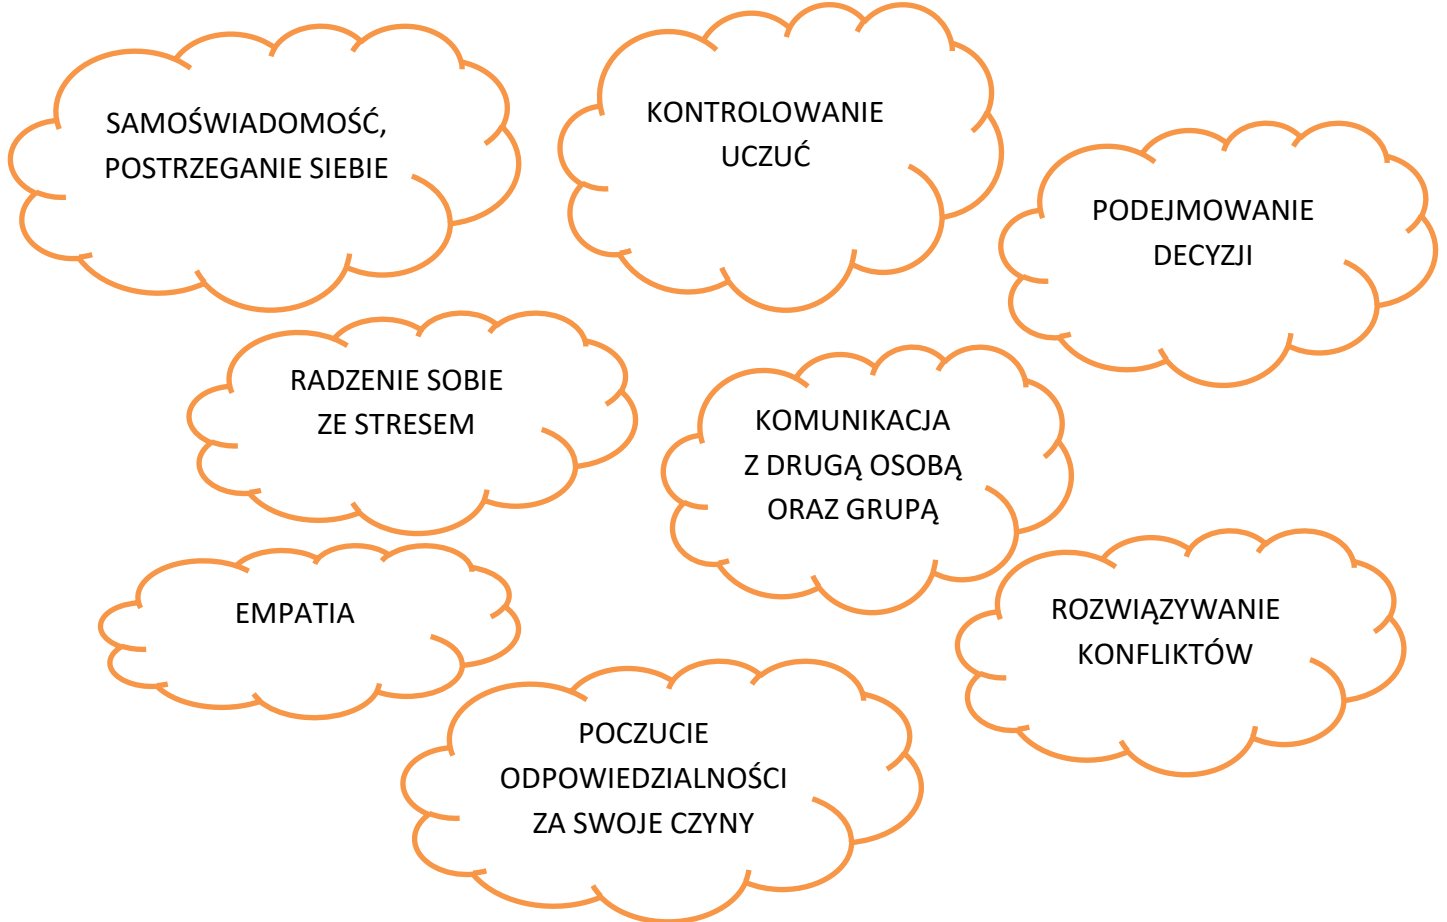 SAMOŚWIADOMOŚĆ,
POSTRZEGANIE SIEBIE
KONTROLOWANIE
UCZUĆ
PODEJMOWANIE
DECYZJI
RADZENIE SOBIE
ZE STRESEM
KOMUNIKACJA
Z DRUGĄ OSOBĄ
ORAZ GRUPĄ
EMPATIA
ROZWIĄZYWANIE
KONFLIKTÓW
POCZUCIE
ODPOWIEDZIALNOŚCI
ZA SWOJE CZYNY